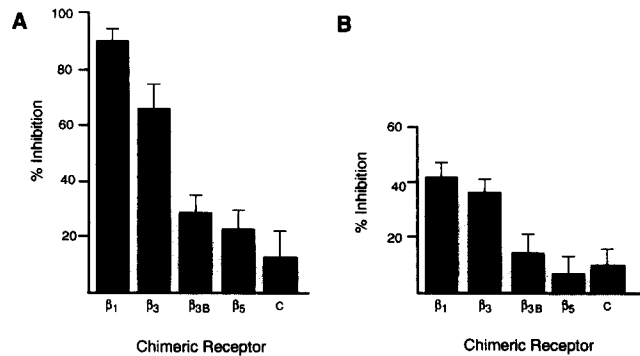 A
% Inhibition
100
80
60
40
20
β1 β3 β3B β5 C
Chimeric Receptor
B
% Inhibition
60
40
20
β1 β3 β3B β5 C
Chimeric Receptor